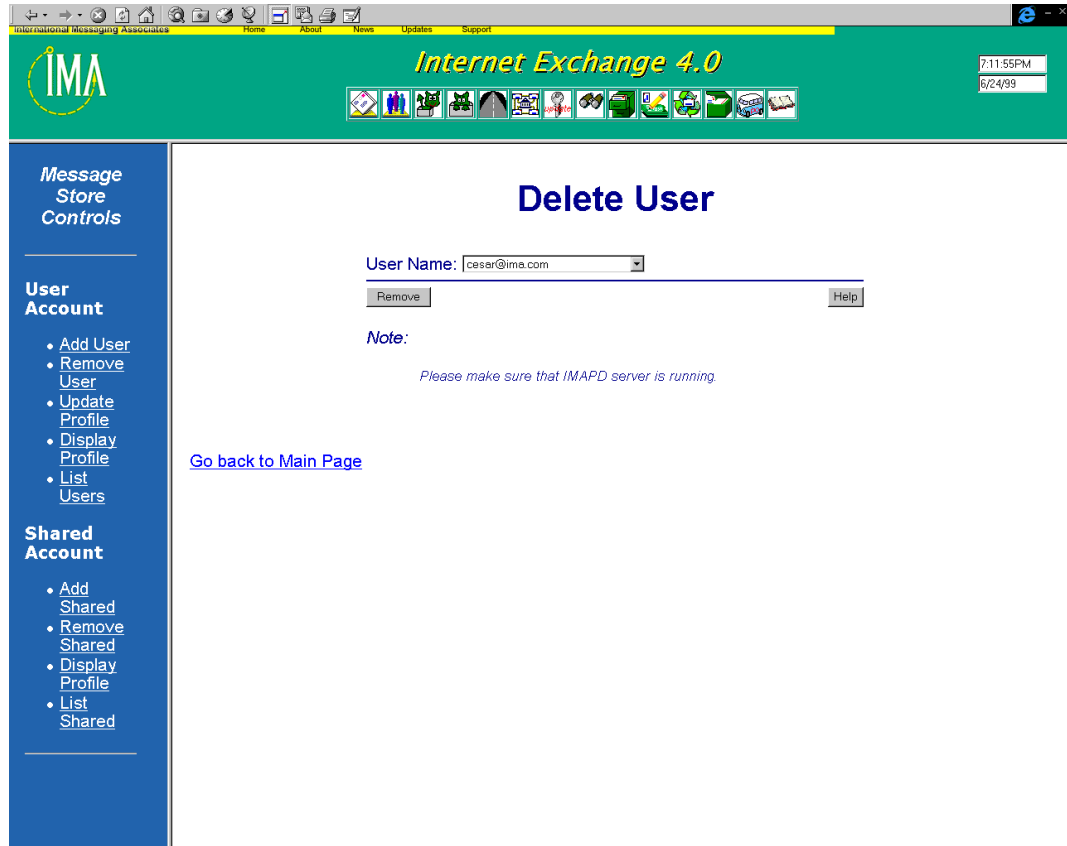 International Messaging Associates
Home About News Updates Support
IMA
Internet Exchange 4.0
update
7:11:55PM
6/24/99
Message
Store
Controls
User
Account
Add User
Remove
User
Update
Profile
Display
Profile
List
Users
Shared
Account
Add
Shared
Remove
Shared
Display
Profile
List
Shared
Delete User
User Name: cesar@ima.com
Remove Help
Note:
Please make sure that IMAPD server is running.
Go back to Main Page